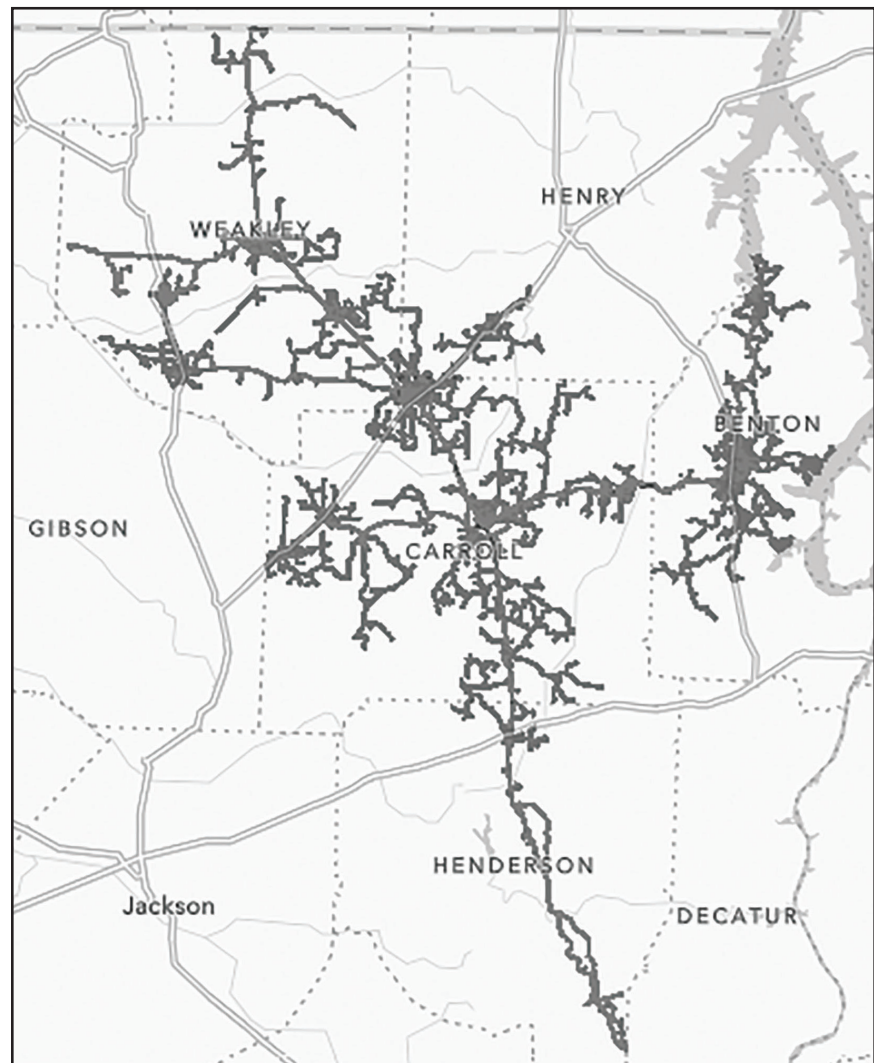 HENRY
WEAKLEY
BENTON
GIBSON
CARROLL
HENDERSON
Jackson
DECATUR